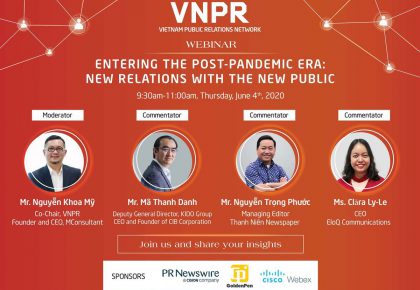 VNPR
VIETNAM PUBLIC RELATIONS NETWORK
WEBINAR
ENTERING THE POST-PANDEMIC ERA:
NEW RELATIONS WITH THE NEW PUBLIC
9:30am-11:00am, Thursday, June 4th, 2020
Moderator
Commentator
Commentator
Commentator
Mr. Nguyễn Khoa Mỹ
Co-Chair, VNPR
Founder and CEO, MConsultant
Mr. Mã Thanh Danh
Deputy General Director, KIDO Group
CEO and Founder of CIB Corporation
Mr. Nguyễn Trọng Phước
Managing Editor
Thanh Niên Newspaper
Ms. Clara Ly-Le
CEO
EloQ Communications
Join us and share your insights
SPONSORS
PR Newswire
a CISION company
GoldenPen
CISCO Webex